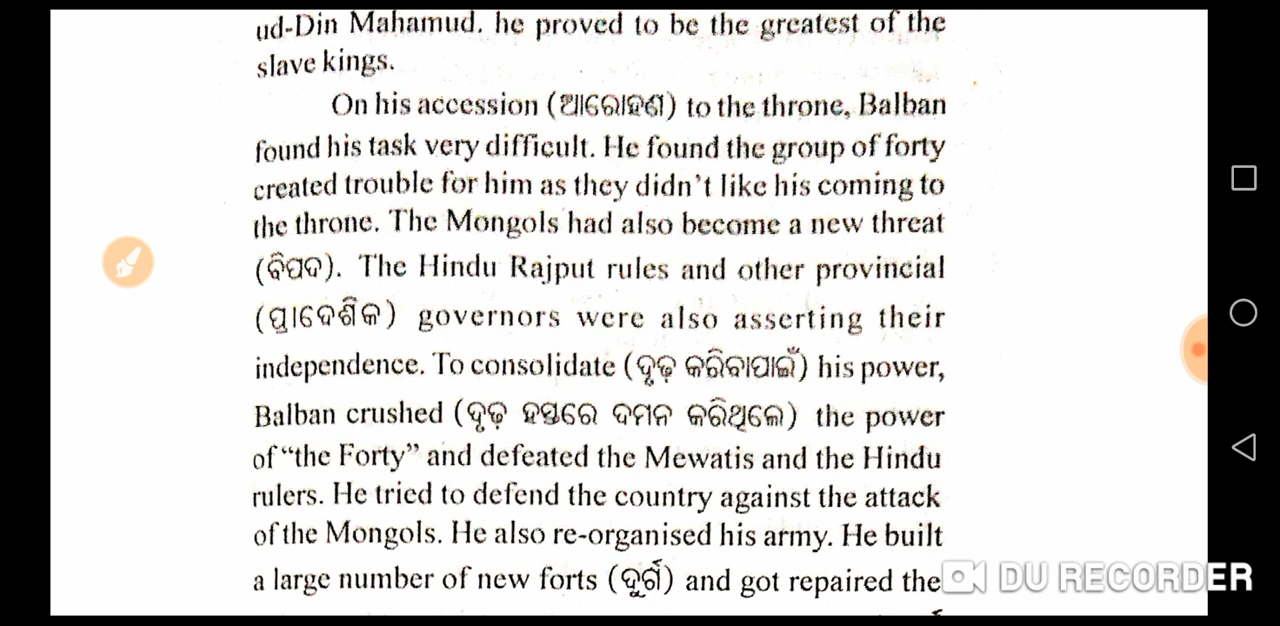 ud-Din Mahamud. he proved to be the greatest of the
slave kings.
On his accession (ଆରୋହଣ) to the throne, Balban
found his task very difficult. He found the group of forty
created trouble for him as they didn't like his coming to
the throne. The Mongols had also become a new threat
(ବିପଦ). The Hindu Rajput rules and other provincial
(ପ୍ରାଦେଶିକ) governors were also asserting their
independence. To consolidate (ଦୃଢ଼ କରିବାପାଇଁ) his power,
Balban crushed (ଦୃଢ଼ ହସ୍ତରେ ଦମନ କରିଥିଲେ) the power
of “the Forty” and defeated the Mewatis and the Hindu
rulers. He tried to defend the country against the attack
of the Mongols. He also re-organised his army. He built
a large number of new forts (ଦୁର୍ଗ) and got repaired the
DU RECORDER